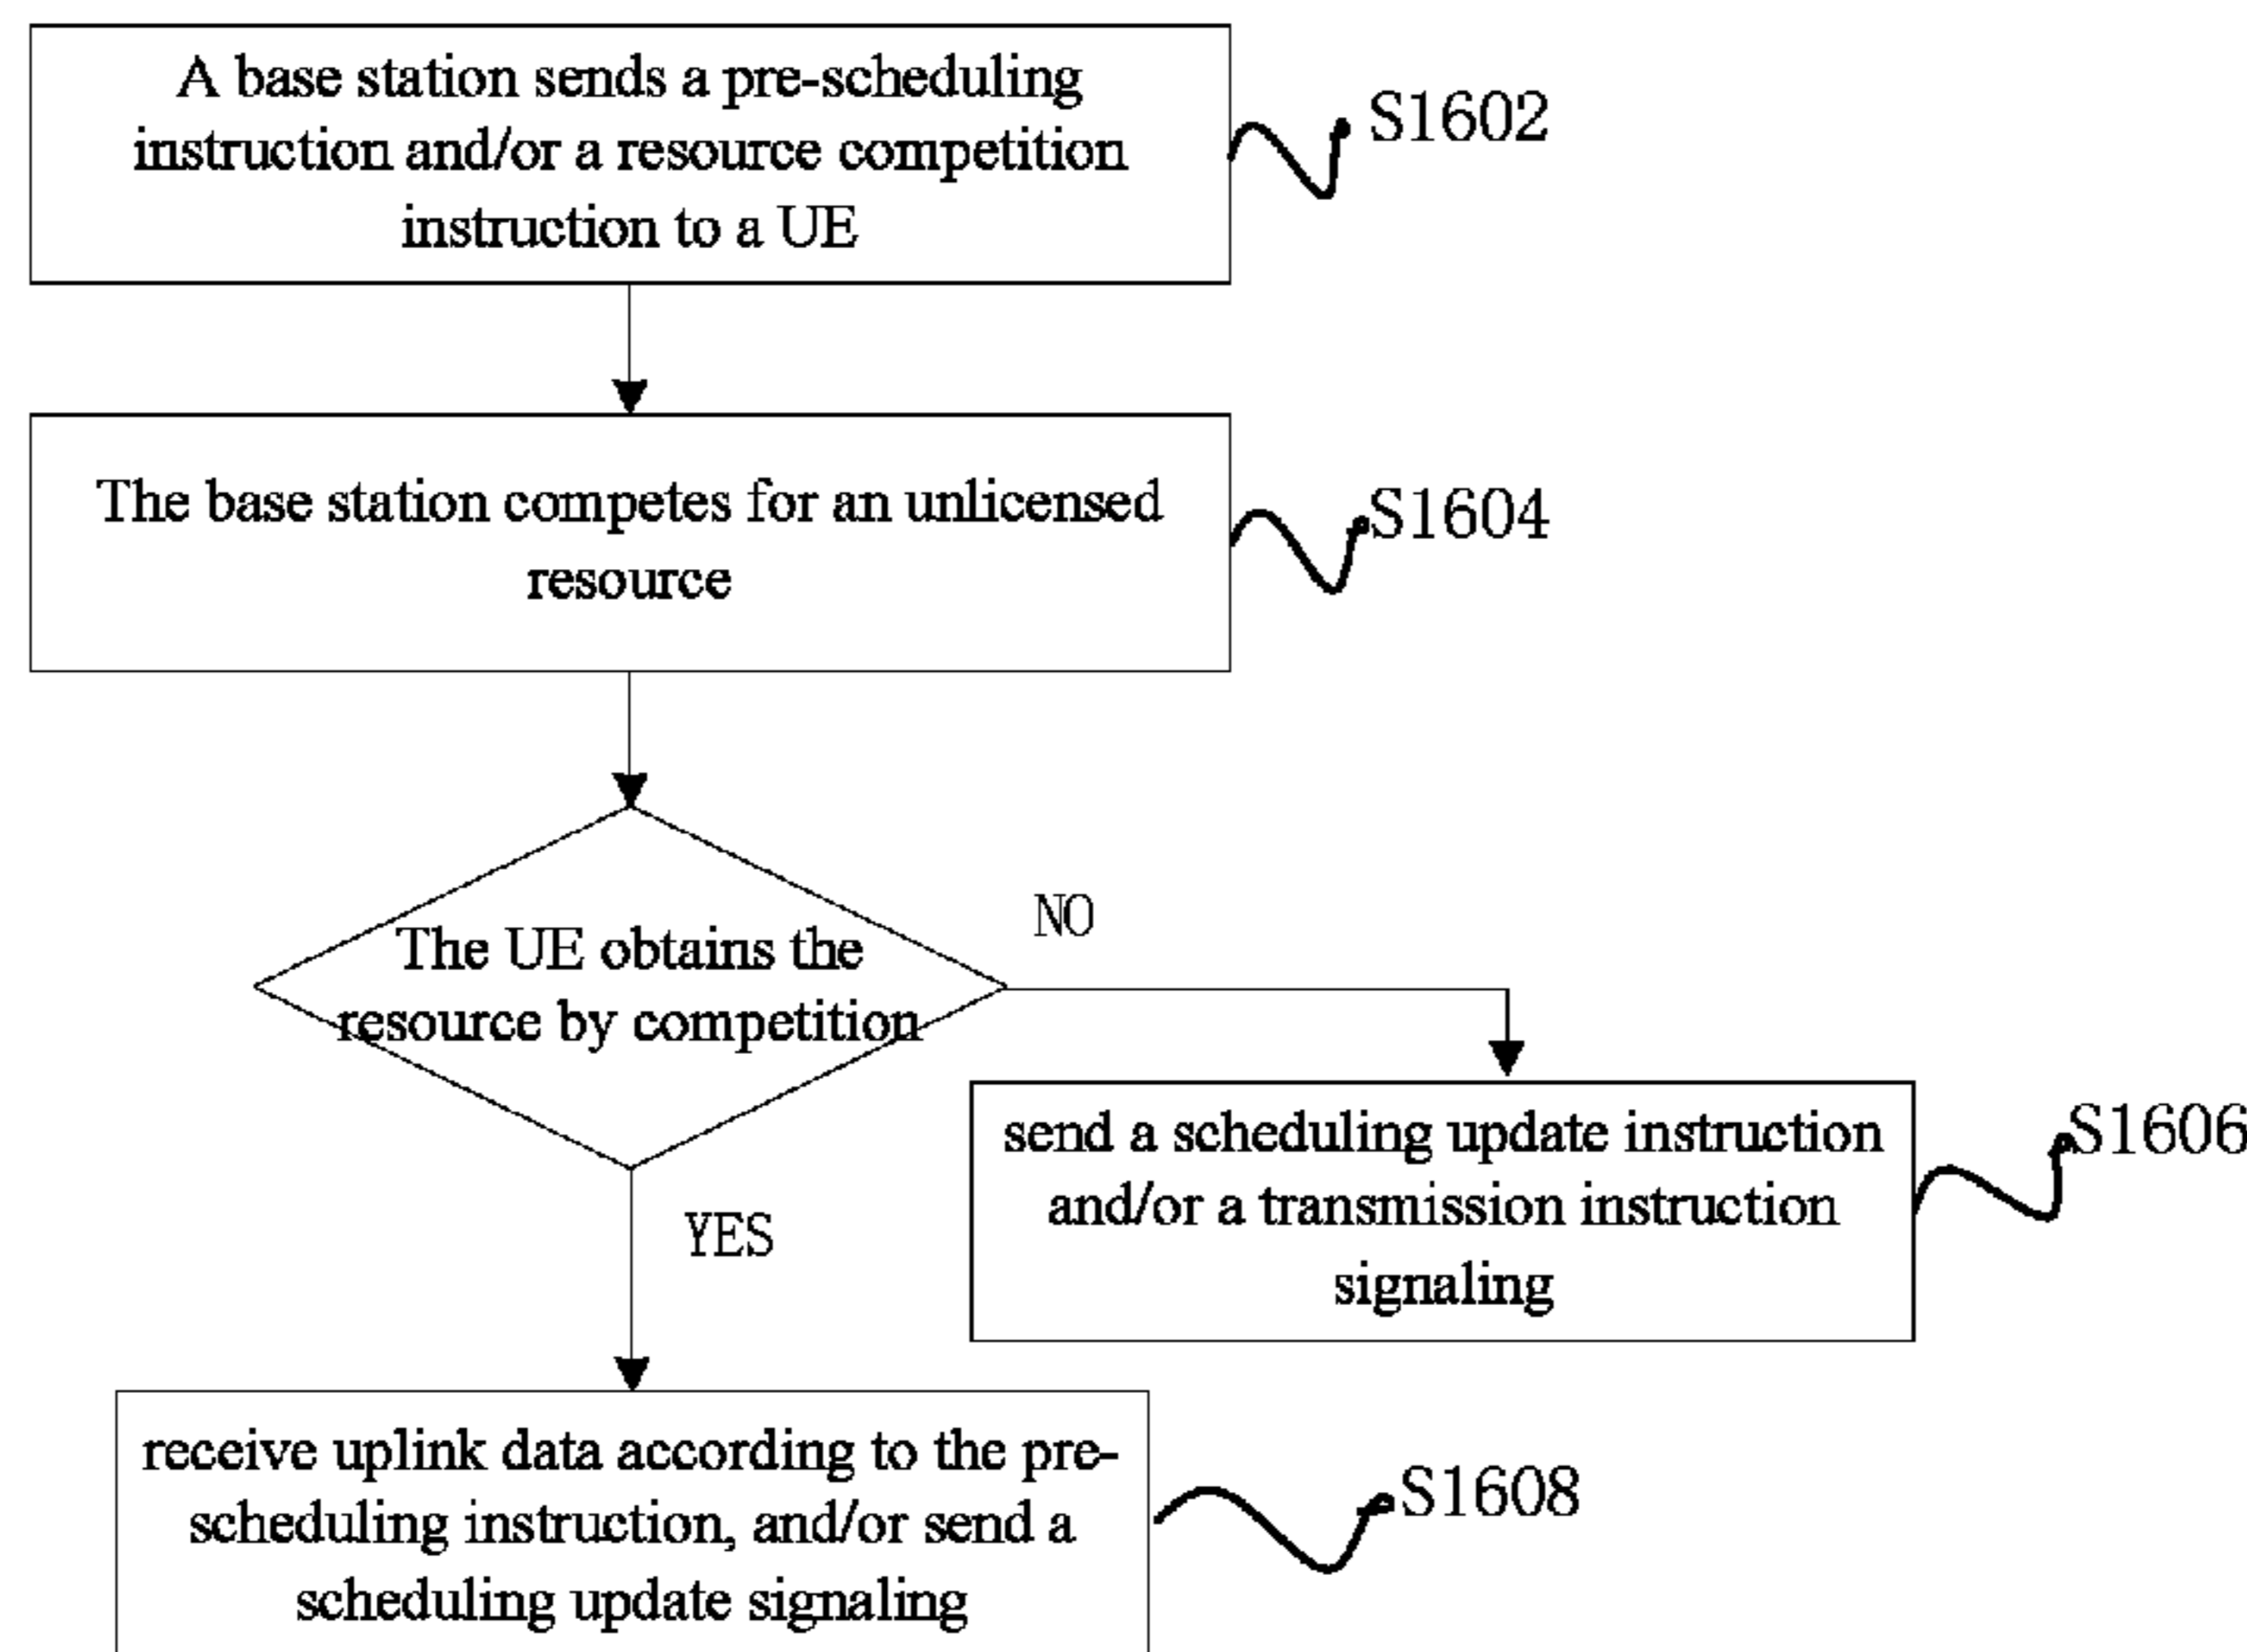 A base station sends a pre-scheduling
instruction and/or a resource competition
instruction to a UE
S1602
The base station competes for an unlicensed
resource
S1604
The UE obtains the
resource by competition
NO
YES
send a scheduling update instruction
and/or a transmission instruction
signaling
S1606
receive uplink data according to the pre-
scheduling instruction, and/or send a
scheduling update signaling
S1608